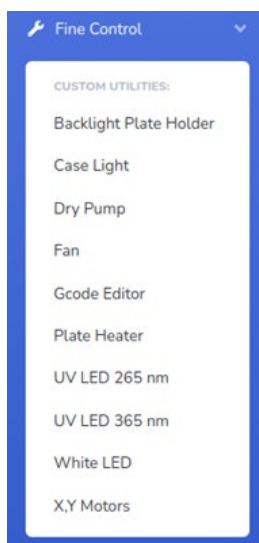 Fine Control
CUSTOM UTILITIES:
Backlight Plate Holder
Case Light
Dry Pump
Fan
Gcode Editor
Plate Heater
UV LED 265 nm
UV LED 365 nm
White LED
X,Y Motors